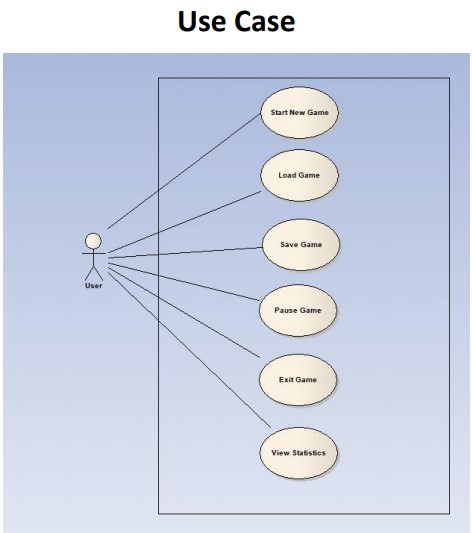 Use Case
Start New Game
Load Game
Save Game
User
Pause Game
Exit Game
View Statistics